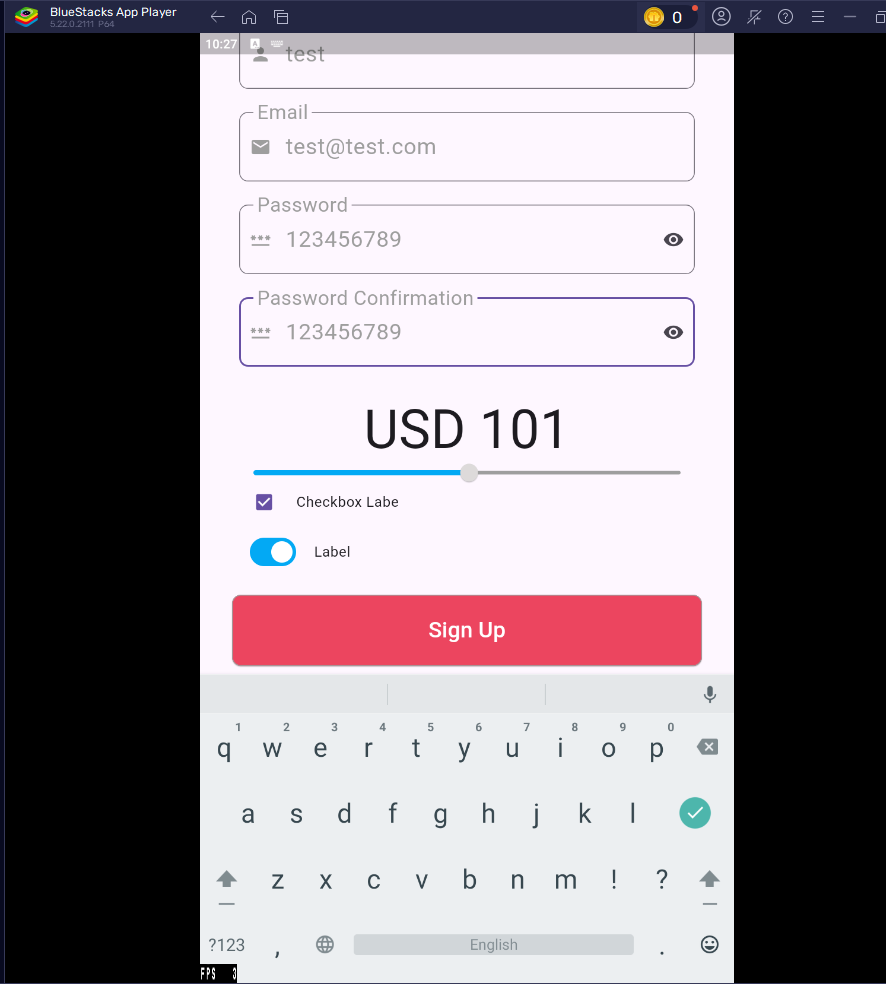 BlueStacks App Player
5.22.0.2111 P64
0
10:27
test
Email
test@test.com
Password
*** 123456789
Password Confirmation
*** 123456789
USD 101
Checkbox Labe
Label
Sign Up
1 2 3 4 5 6 7 8 9 0
q w e r t y u i o p
a s d f g h j k l
z x c v b n m ! ?
?123 , English .
FPS 3